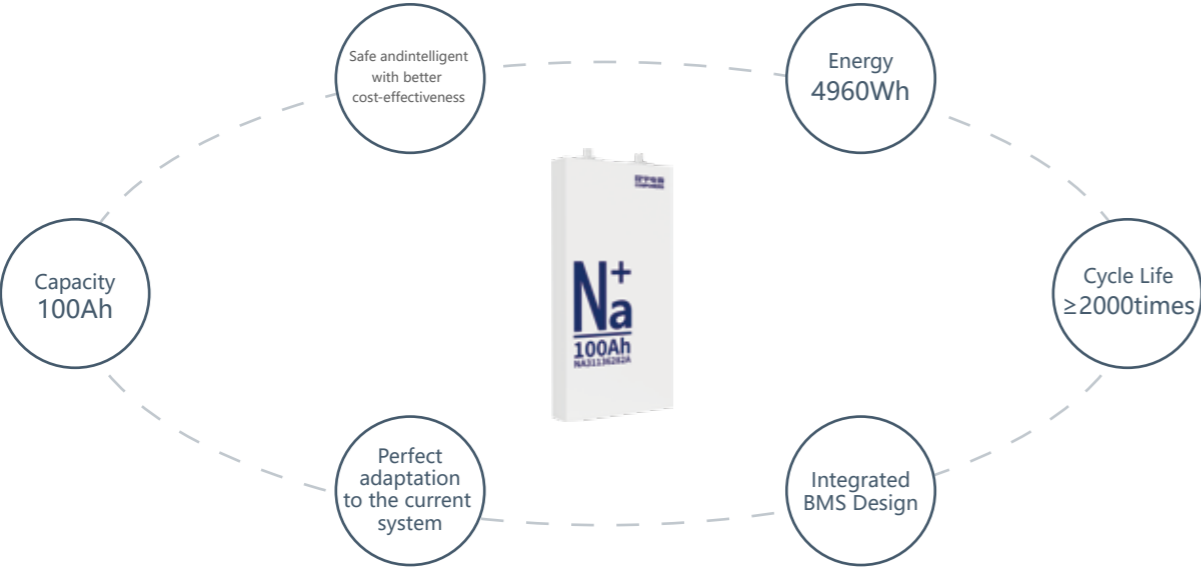 Safe andintelligent
with better
cost-effectiveness
Energy
4960Wh
Capacity
100Ah
Cycle Life
≥2000times
N+
a
100Ah
NA31136282A
Perfect
adaptation
to the current
system
Integrated
BMS Design